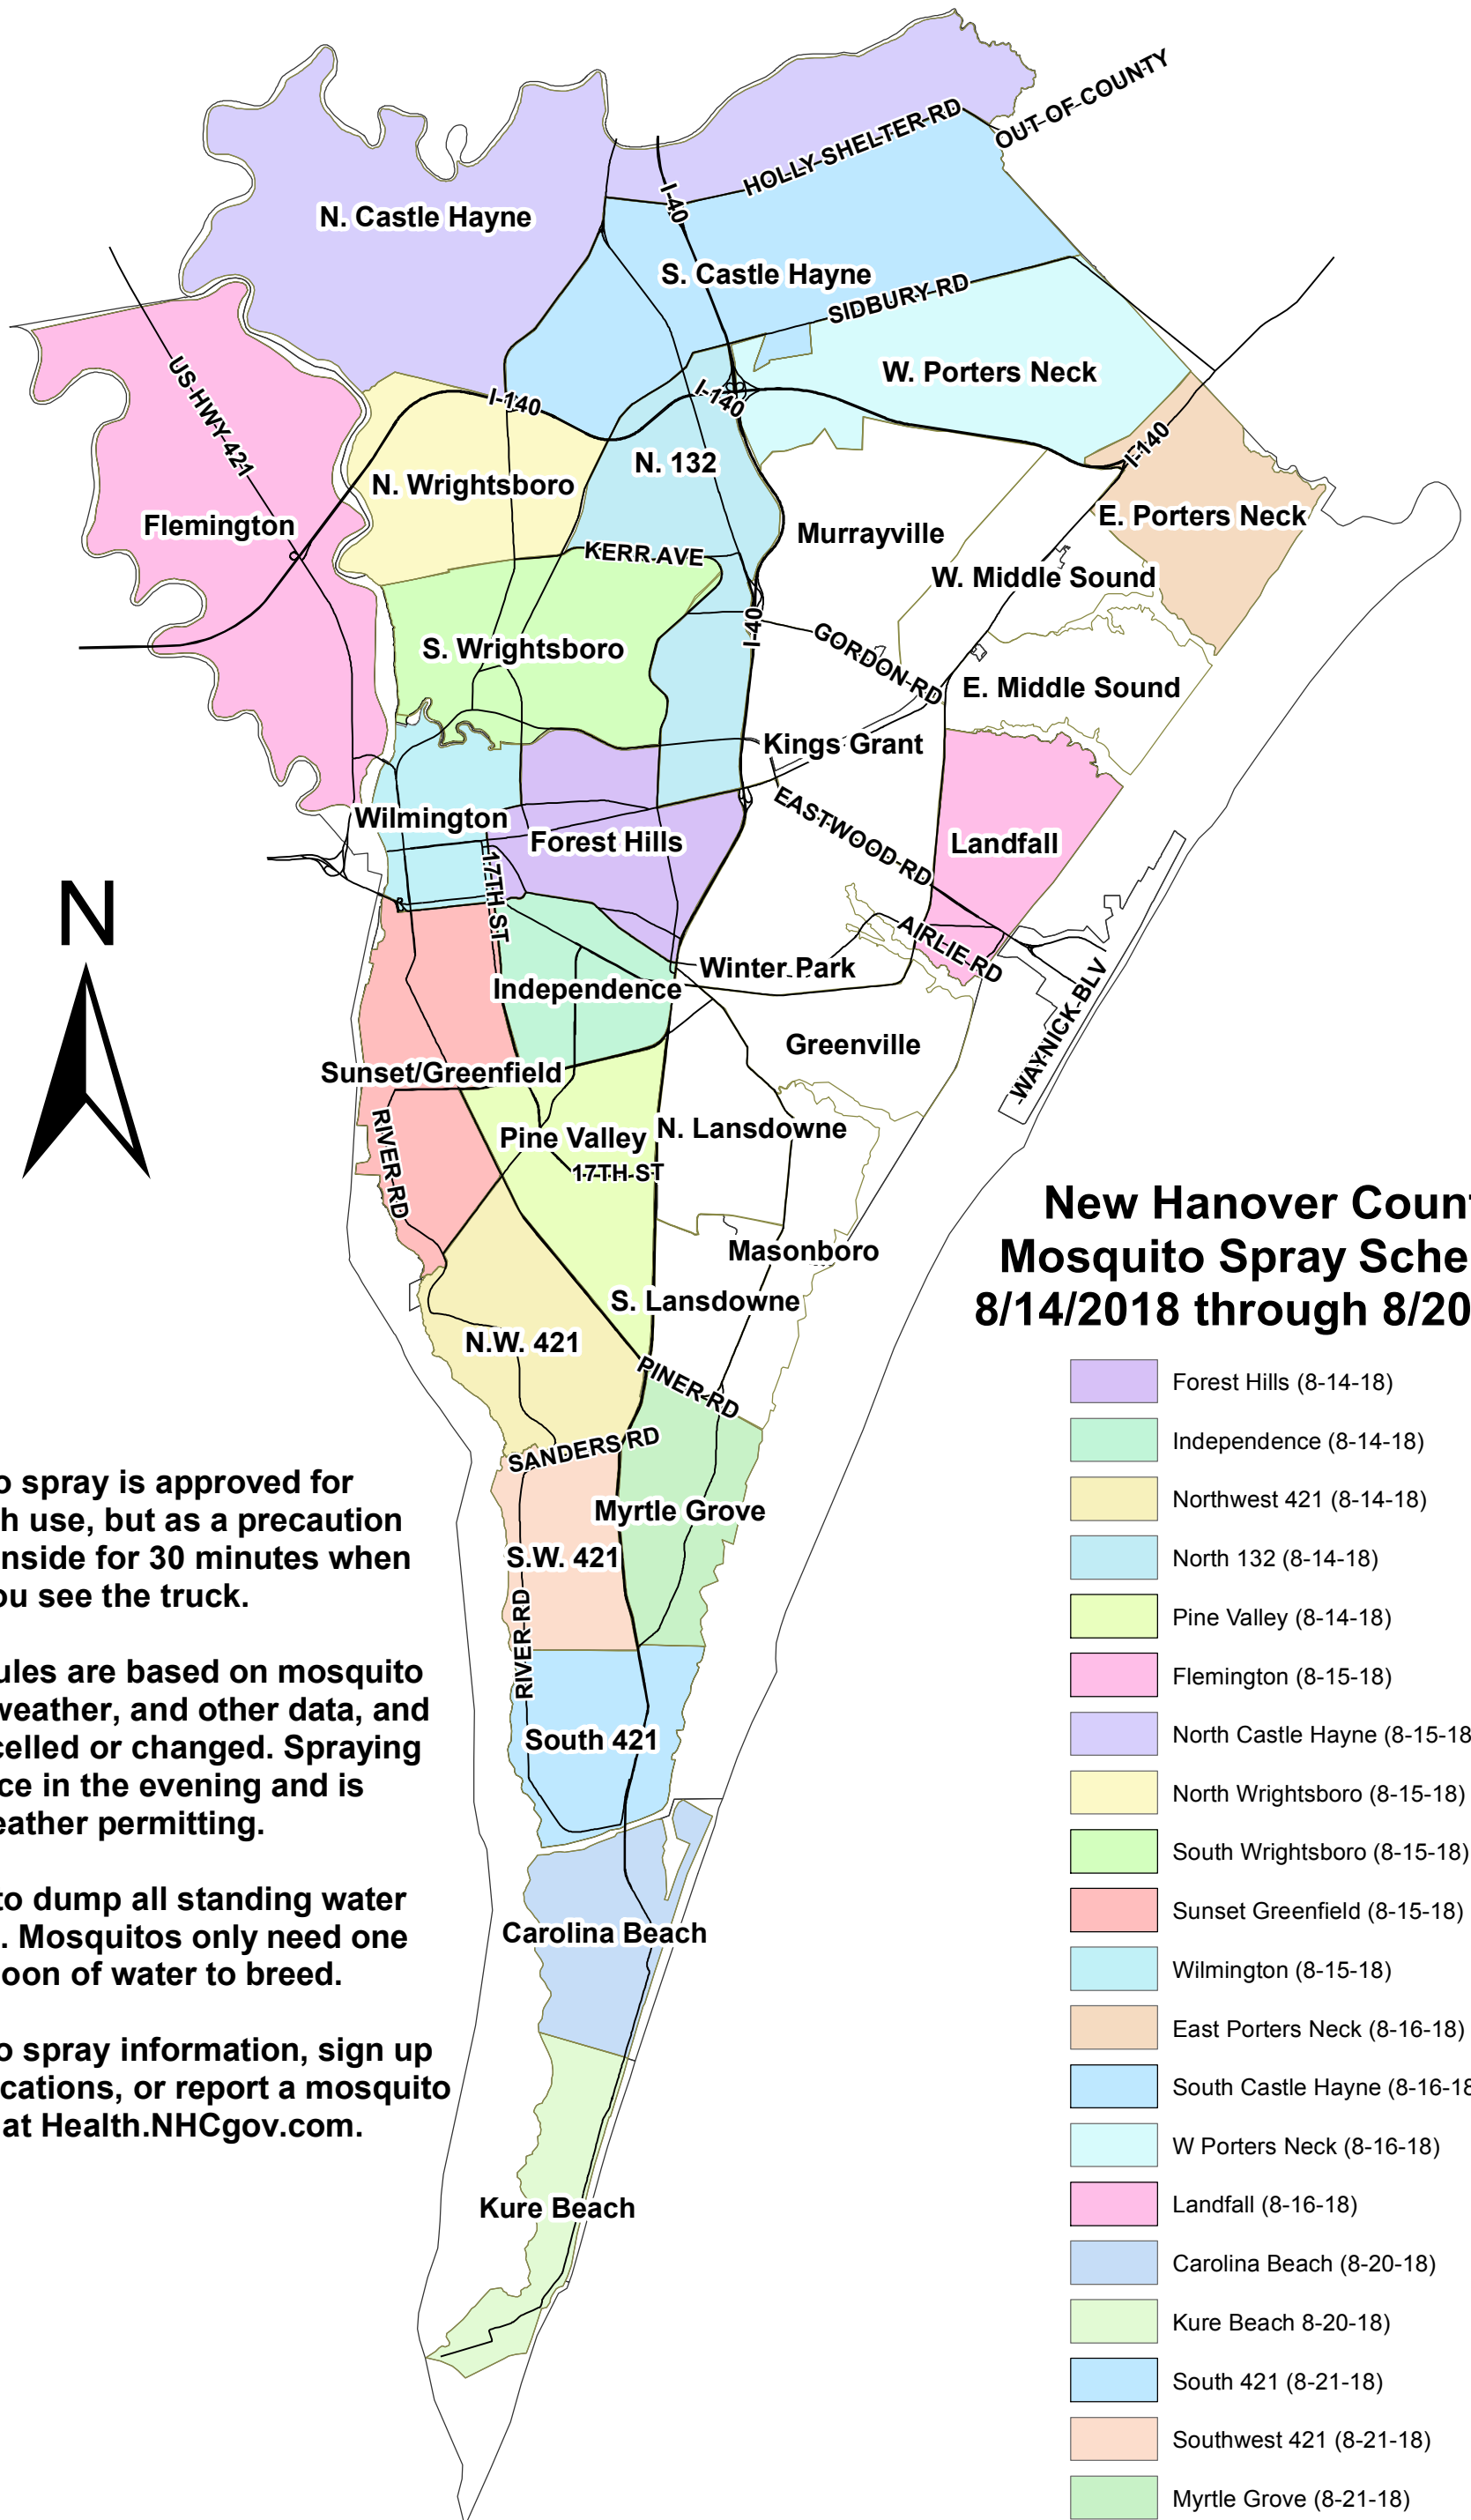 OUT OF COUNTY
HOLLY SHELTER RD
I-40
N. Castle Hayne
S. Castle Hayne
SIDBURY RD
W. Porters Neck
US HWY 421
I-140
I-140
I-140
N. 132
N. Wrightsboro
Flemington
E. Porters Neck
Murrayville
KERR AVE
W. Middle Sound
I-40
GORDON RD
S. Wrightsboro
E. Middle Sound
Kings Grant
EASTWOOD RD
Wilmington
Forest Hills
Landfall
17TH ST
N
AIRLIE RD
Winter Park
Independence
WAYNICK BLV
Greenville
Sunset/Greenfield
RIVER RD
Pine Valley
N. Lansdowne
17TH ST
Masonboro
S. Lansdowne
N.W. 421
PINER RD
SANDERS RD
Myrtle Grove
S.W. 421
RIVER RD
South 421
Carolina Beach
Kure Beach
New Hanover Coun
Mosquito Spray Sche
8/14/2018 through 8/20
Forest Hills (8-14-18)
Independence (8-14-18)
Northwest 421 (8-14-18)
North 132 (8-14-18)
Pine Valley (8-14-18)
Flemington (8-15-18)
North Castle Hayne (8-15-18
North Wrightsboro (8-15-18)
South Wrightsboro (8-15-18)
Sunset Greenfield (8-15-18)
Wilmington (8-15-18)
East Porters Neck (8-16-18)
South Castle Hayne (8-16-18
W Porters Neck (8-16-18)
Landfall (8-16-18)
Carolina Beach (8-20-18)
Kure Beach 8-20-18)
South 421 (8-21-18)
Southwest 421 (8-21-18)
Myrtle Grove (8-21-18)
o spray is approved for
h use, but as a precaution
nside for 30 minutes when
ou see the truck.
ules are based on mosquito
weather, and other data, and
celled or changed. Spraying
ce in the evening and is
eather permitting.
to dump all standing water
. Mosquitos only need one
oon of water to breed.
o spray information, sign up
cations, or report a mosquito
at Health.NHCgov.com.